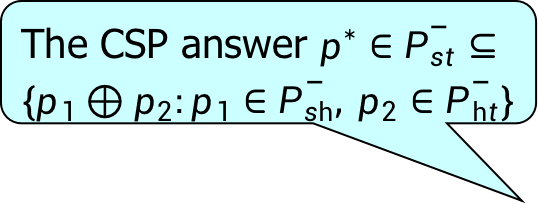 The CSP answer p* ∈ P⁻ₛₜ ⊆
{p₁ ⊕ p₂: p₁ ∈ P⁻ₛₕ, p₂ ∈ P⁻ₕₜ}